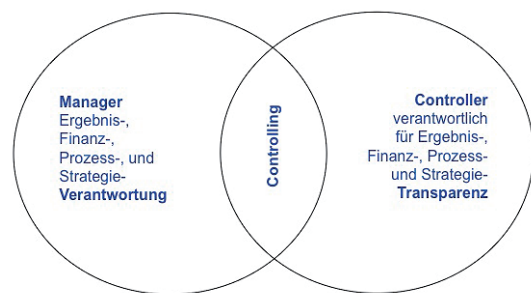 Manager
Ergebnis-,
Finanz-,
Prozess-, und
Strategie-
Verantwortung
Controlling
Controller
verantwortlich
für Ergebnis-,
Finanz-, Prozess-
und Strategie-
Transparenz